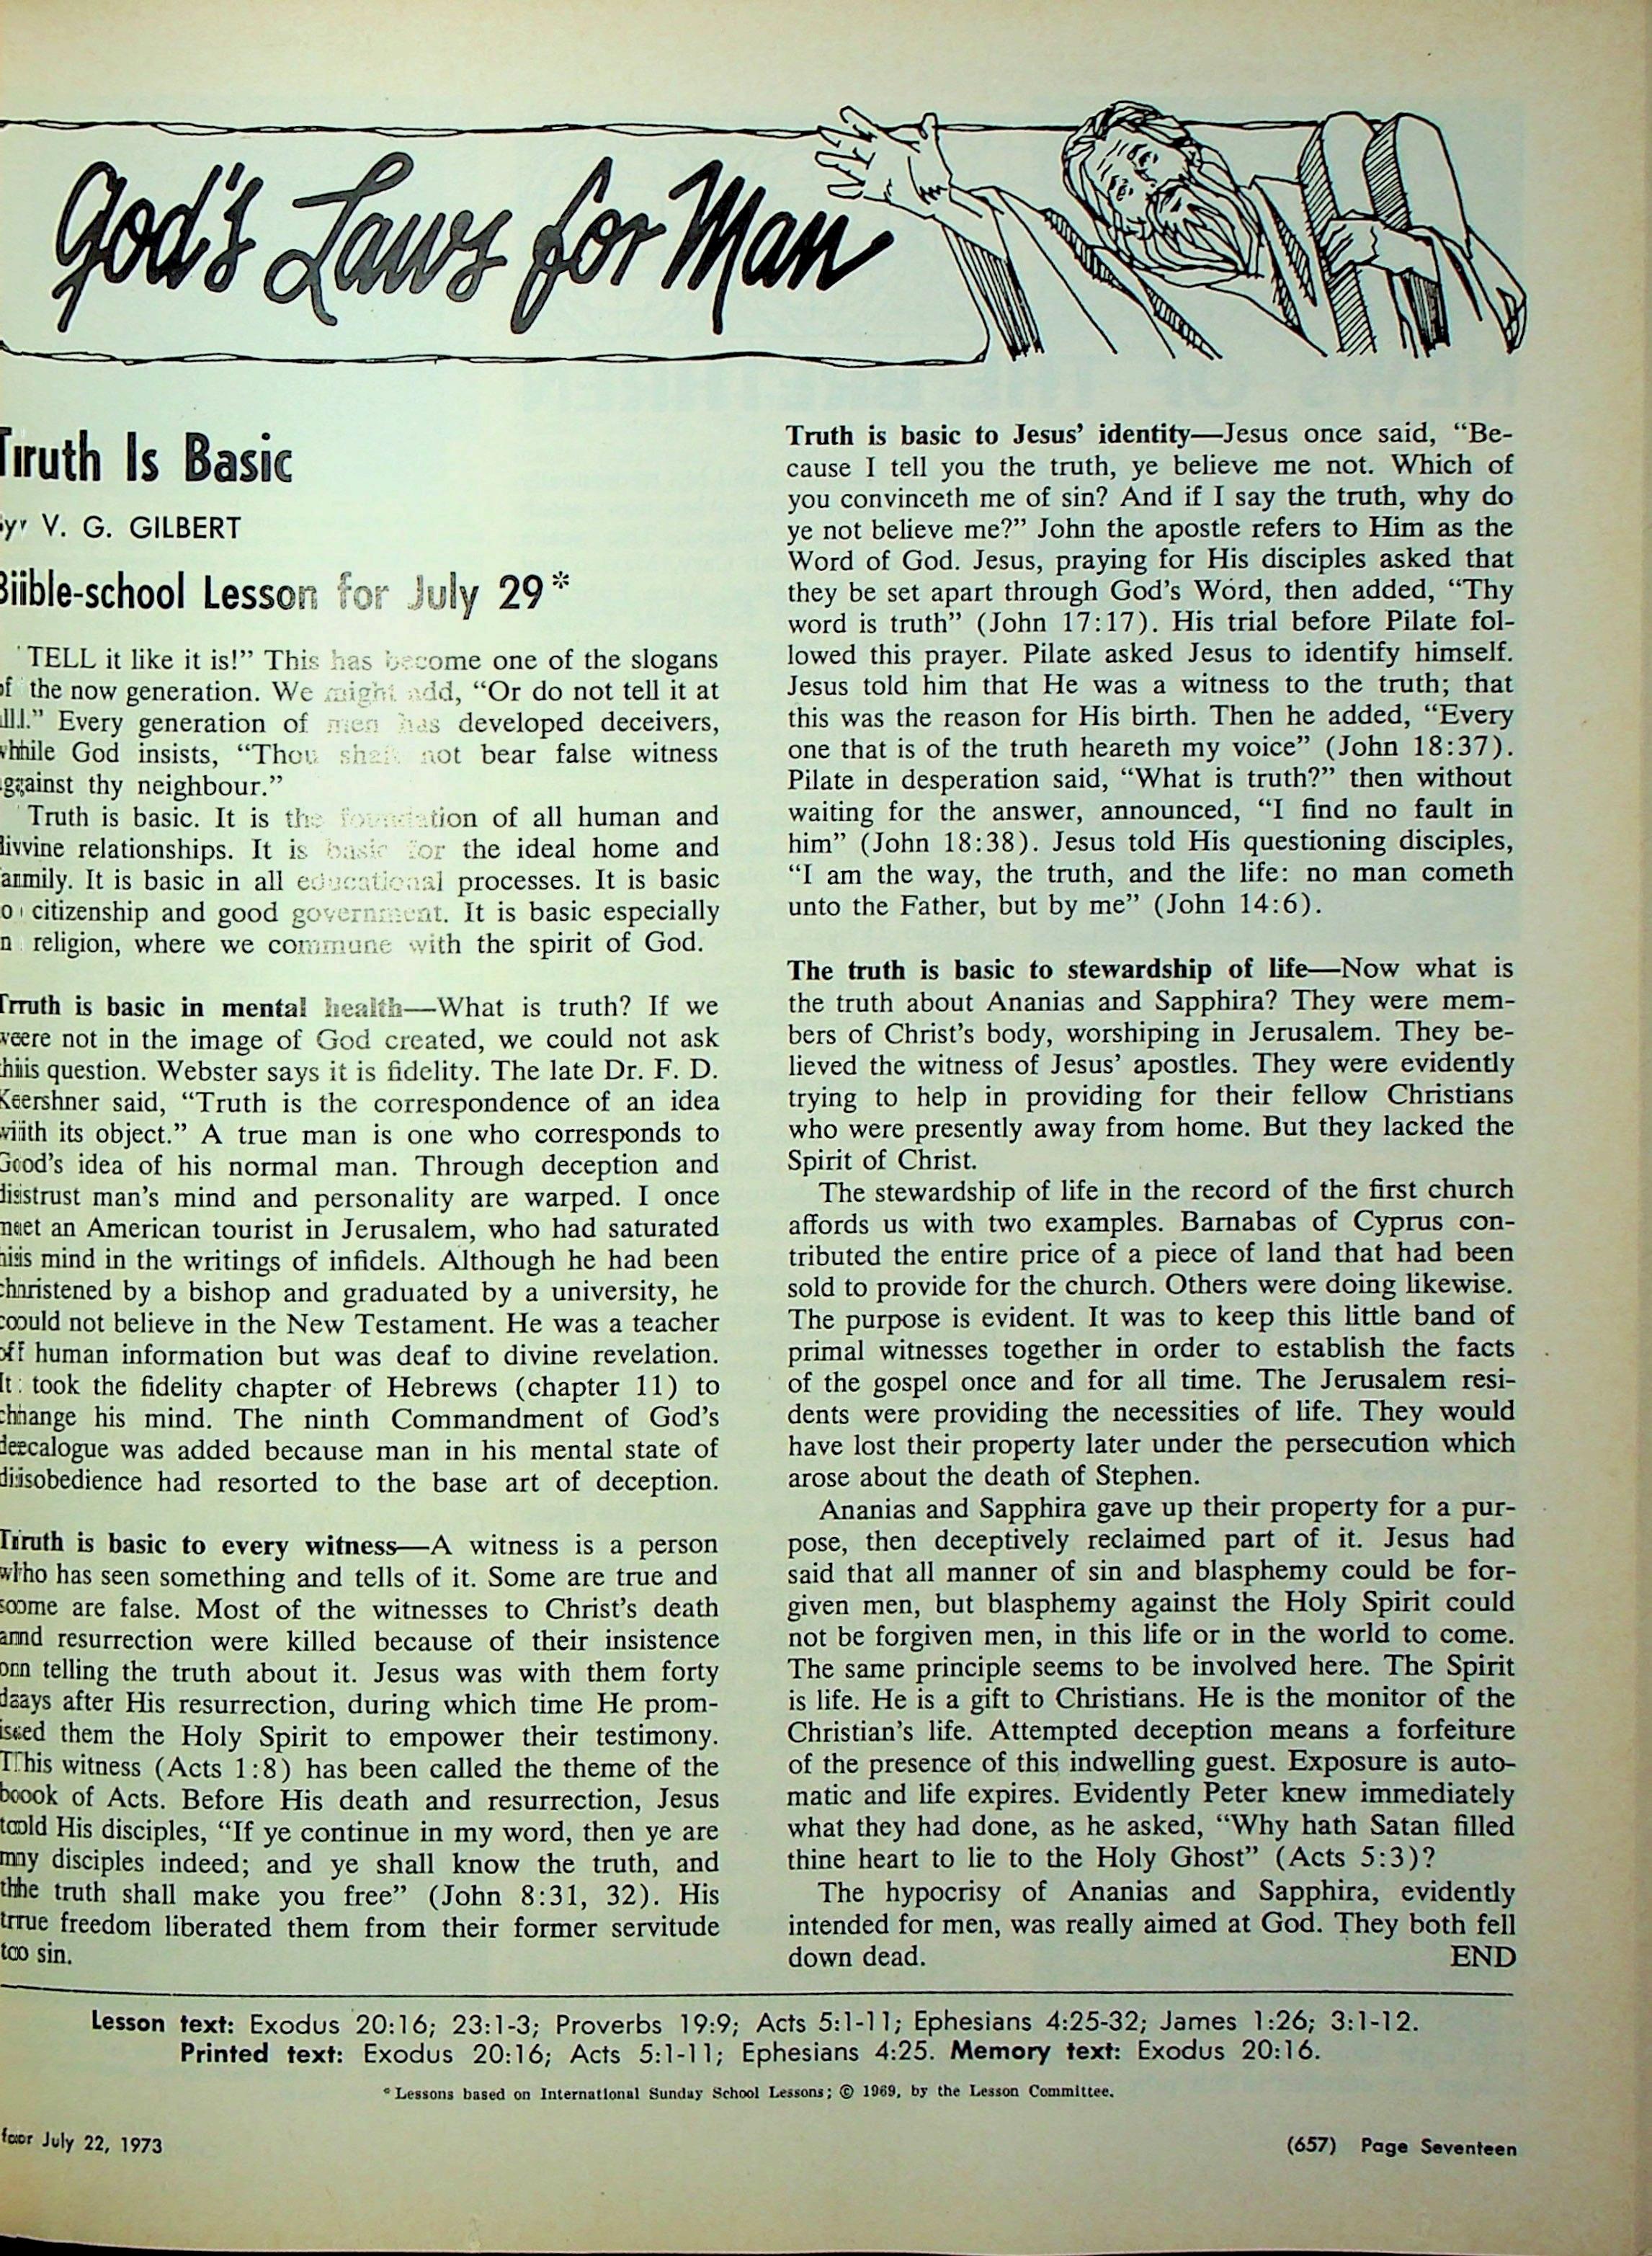 God's Laws for Man
Truth Is Basic
By V. G. GILBERT
Bible-school Lesson for July 29*
'TELL it like it is!” This has become one of the slogans
of the now generation. We might add, “Or do not tell it at
all.” Every generation of men has developed deceivers,
while God insists, “Thou shalt not bear false witness
against thy neighbour.”
Truth is basic. It is the foundation of all human and
divine relationships. It is basic for the ideal home and
family. It is basic in all educational processes. It is basic
to citizenship and good government. It is basic especially
in religion, where we commune with the spirit of God.
Truth is basic in mental health—What is truth? If we
were not in the image of God created, we could not ask
this question. Webster says it is fidelity. The late Dr. F. D.
Kershner said, “Truth is the correspondence of an idea
with its object.” A true man is one who corresponds to
God's idea of his normal man. Through deception and
distrust man's mind and personality are warped. I once
met an American tourist in Jerusalem, who had saturated
his mind in the writings of infidels. Although he had been
christened by a bishop and graduated by a university, he
could not believe in the New Testament. He was a teacher
of human information but was deaf to divine revelation.
It took the fidelity chapter of Hebrews (chapter 11) to
change his mind. The ninth Commandment of God's
decalogue was added because man in his mental state of
disobedience had resorted to the base art of deception.
Truth is basic to every witness—A witness is a person
who has seen something and tells of it. Some are true and
some are false. Most of the witnesses to Christ's death
and resurrection were killed because of their insistence
on telling the truth about it. Jesus was with them forty
days after His resurrection, during which time He prom-
ised them the Holy Spirit to empower their testimony.
This witness (Acts 1:8) has been called the theme of the
book of Acts. Before His death and resurrection, Jesus
told His disciples, “If ye continue in my word, then ye are
my disciples indeed; and ye shall know the truth, and
the truth shall make you free” (John 8:31, 32). His
true freedom liberated them from their former servitude
to sin.
Truth is basic to Jesus' identity—Jesus once said, “Be-
cause I tell you the truth, ye believe me not. Which of
you convinceth me of sin? And if I say the truth, why do
ye not believe me?” John the apostle refers to Him as the
Word of God. Jesus, praying for His disciples asked that
they be set apart through God's Word, then added, “Thy
word is truth” (John 17:17). His trial before Pilate fol-
lowed this prayer. Pilate asked Jesus to identify himself.
Jesus told him that He was a witness to the truth; that
this was the reason for His birth. Then he added, “Every
one that is of the truth heareth my voice” (John 18:37).
Pilate in desperation said, “What is truth?” then without
waiting for the answer, announced, “I find no fault in
him” (John 18:38). Jesus told His questioning disciples,
“I am the way, the truth, and the life: no man cometh
unto the Father, but by me” (John 14:6).
The truth is basic to stewardship of life—Now what is
the truth about Ananias and Sapphira? They were mem-
bers of Christ's body, worshiping in Jerusalem. They be-
lieved the witness of Jesus' apostles. They were evidently
trying to help in providing for their fellow Christians
who were presently away from home. But they lacked the
Spirit of Christ.
The stewardship of life in the record of the first church
affords us with two examples. Barnabas of Cyprus con-
tributed the entire price of a piece of land that had been
sold to provide for the church. Others were doing likewise.
The purpose is evident. It was to keep this little band of
primal witnesses together in order to establish the facts
of the gospel once and for all time. The Jerusalem resi-
dents were providing the necessities of life. They would
have lost their property later under the persecution which
arose about the death of Stephen.
Ananias and Sapphira gave up their property for a pur-
pose, then deceptively reclaimed part of it. Jesus had
said that all manner of sin and blasphemy could be for-
given men, but blasphemy against the Holy Spirit could
not be forgiven men, in this life or in the world to come.
The same principle seems to be involved here. The Spirit
is life. He is a gift to Christians. He is the monitor of the
Christian's life. Attempted deception means a forfeiture
of the presence of this indwelling guest. Exposure is auto-
matic and life expires. Evidently Peter knew immediately
what they had done, as he asked, “Why hath Satan filled
thine heart to lie to the Holy Ghost” (Acts 5:3)?
The hypocrisy of Ananias and Sapphira, evidently
intended for men, was really aimed at God. They both fell
down dead. END
Lesson text: Exodus 20:16; 23:1-3; Proverbs 19:9; Acts 5:1-11; Ephesians 4:25-32; James 1:26; 3:1-12.
Printed text: Exodus 20:16; Acts 5:1-11; Ephesians 4:25. Memory text: Exodus 20:16.
* Lessons based on International Sunday School Lessons; © 1969, by the Lesson Committee.
for July 22, 1973
(657) Page Seventeen